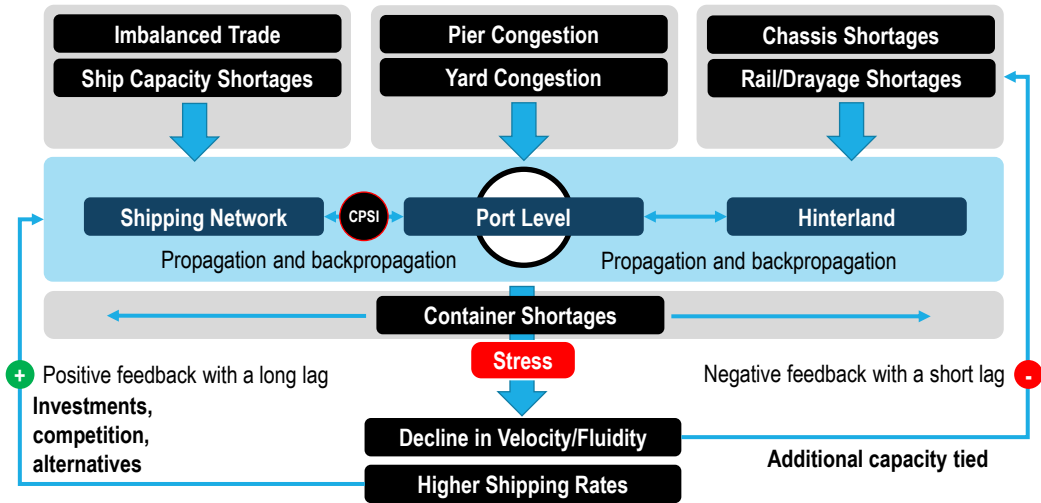 Imbalanced Trade
Ship Capacity Shortages
Pier Congestion
Yard Congestion
Chassis Shortages
Rail/Drayage Shortages
Shipping Network
CPSI
Port Level
Hinterland
Propagation and backpropagation
Propagation and backpropagation
Container Shortages
Stress
+
Positive feedback with a long lag
Investments,
competition,
alternatives
Negative feedback with a short lag
-
Decline in Velocity/Fluidity
Additional capacity tied
Higher Shipping Rates